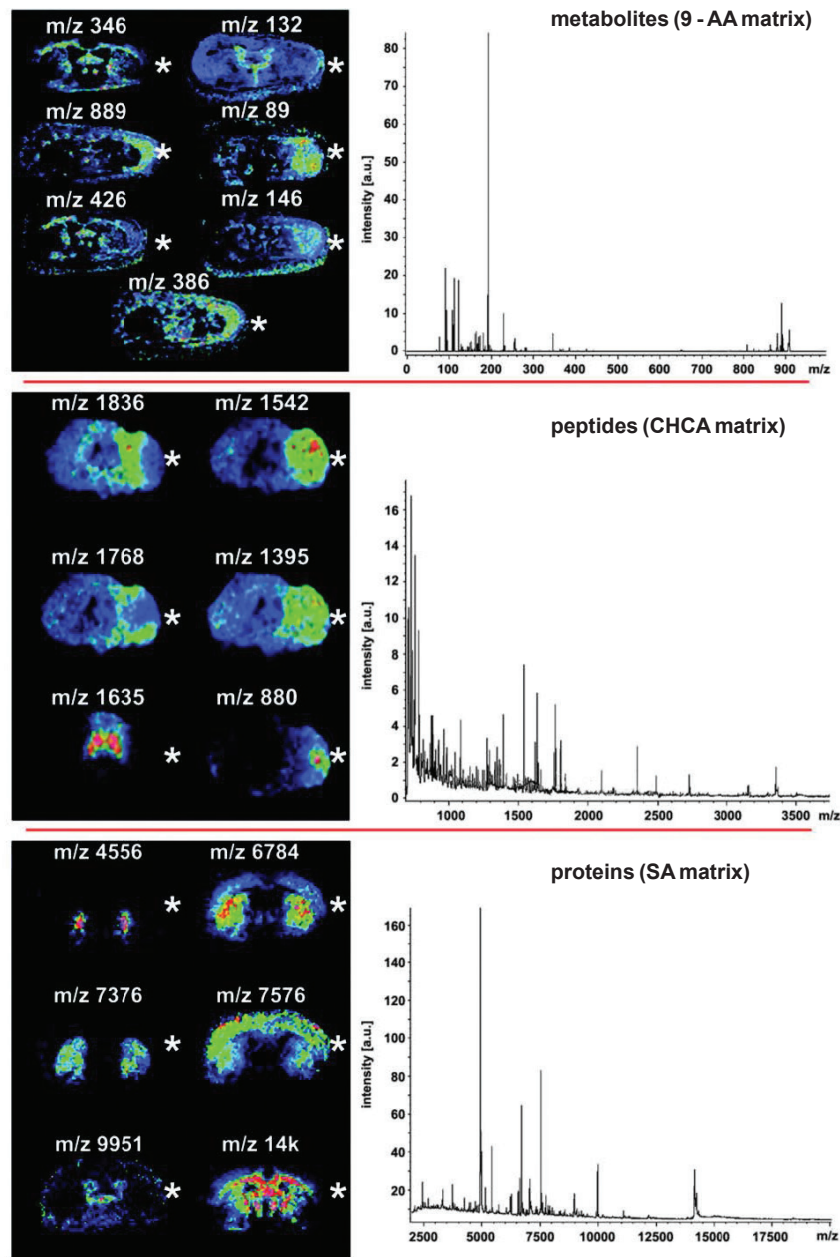 metabolites (9 - AA matrix)
m/z 346 m/z 132
* *
m/z 889 m/z 89
* *
m/z 426 m/z 146
* *
m/z 386
*
intensity [a.u.]
80
70
60
50
40
30
20
10
0
0 100 200 300 400 500 600 700 800 900 m/z
peptides (CHCA matrix)
m/z 1836 m/z 1542
* *
m/z 1768 m/z 1395
* *
m/z 1635 m/z 880
* *
intensity [a.u.]
16
14
12
10
8
6
4
2
0
1000 1500 2000 2500 3000 3500 m/z
proteins (SA matrix)
m/z 4556 m/z 6784
* *
m/z 7376 m/z 7576
* *
m/z 9951 m/z 14k
* *
intensity [a.u.]
160
140
120
100
80
60
40
20
2500 5000 7500 10000 12500 15000 17500 m/z